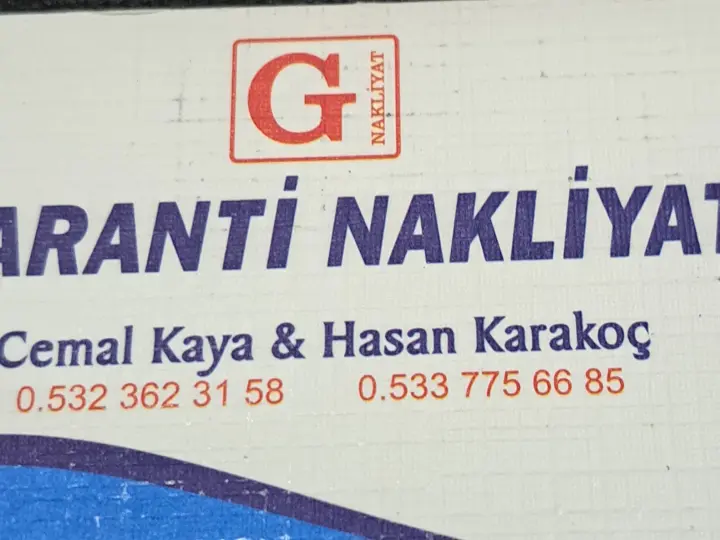 G NAKLİYAT
ARANTİ NAKLİYAT
Cemal Kaya & Hasan Karakoç
0.532 362 31 58 0.533 775 66 85